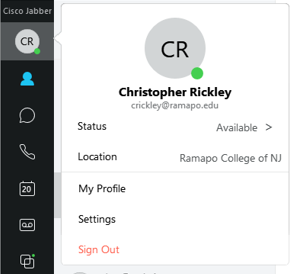 Cisco Jabber
CR
CR
Christopher Rickley
crickley@ramapo.edu
Status
Available >
Location
Ramapo College of NJ
My Profile
20
Settings
Sign Out